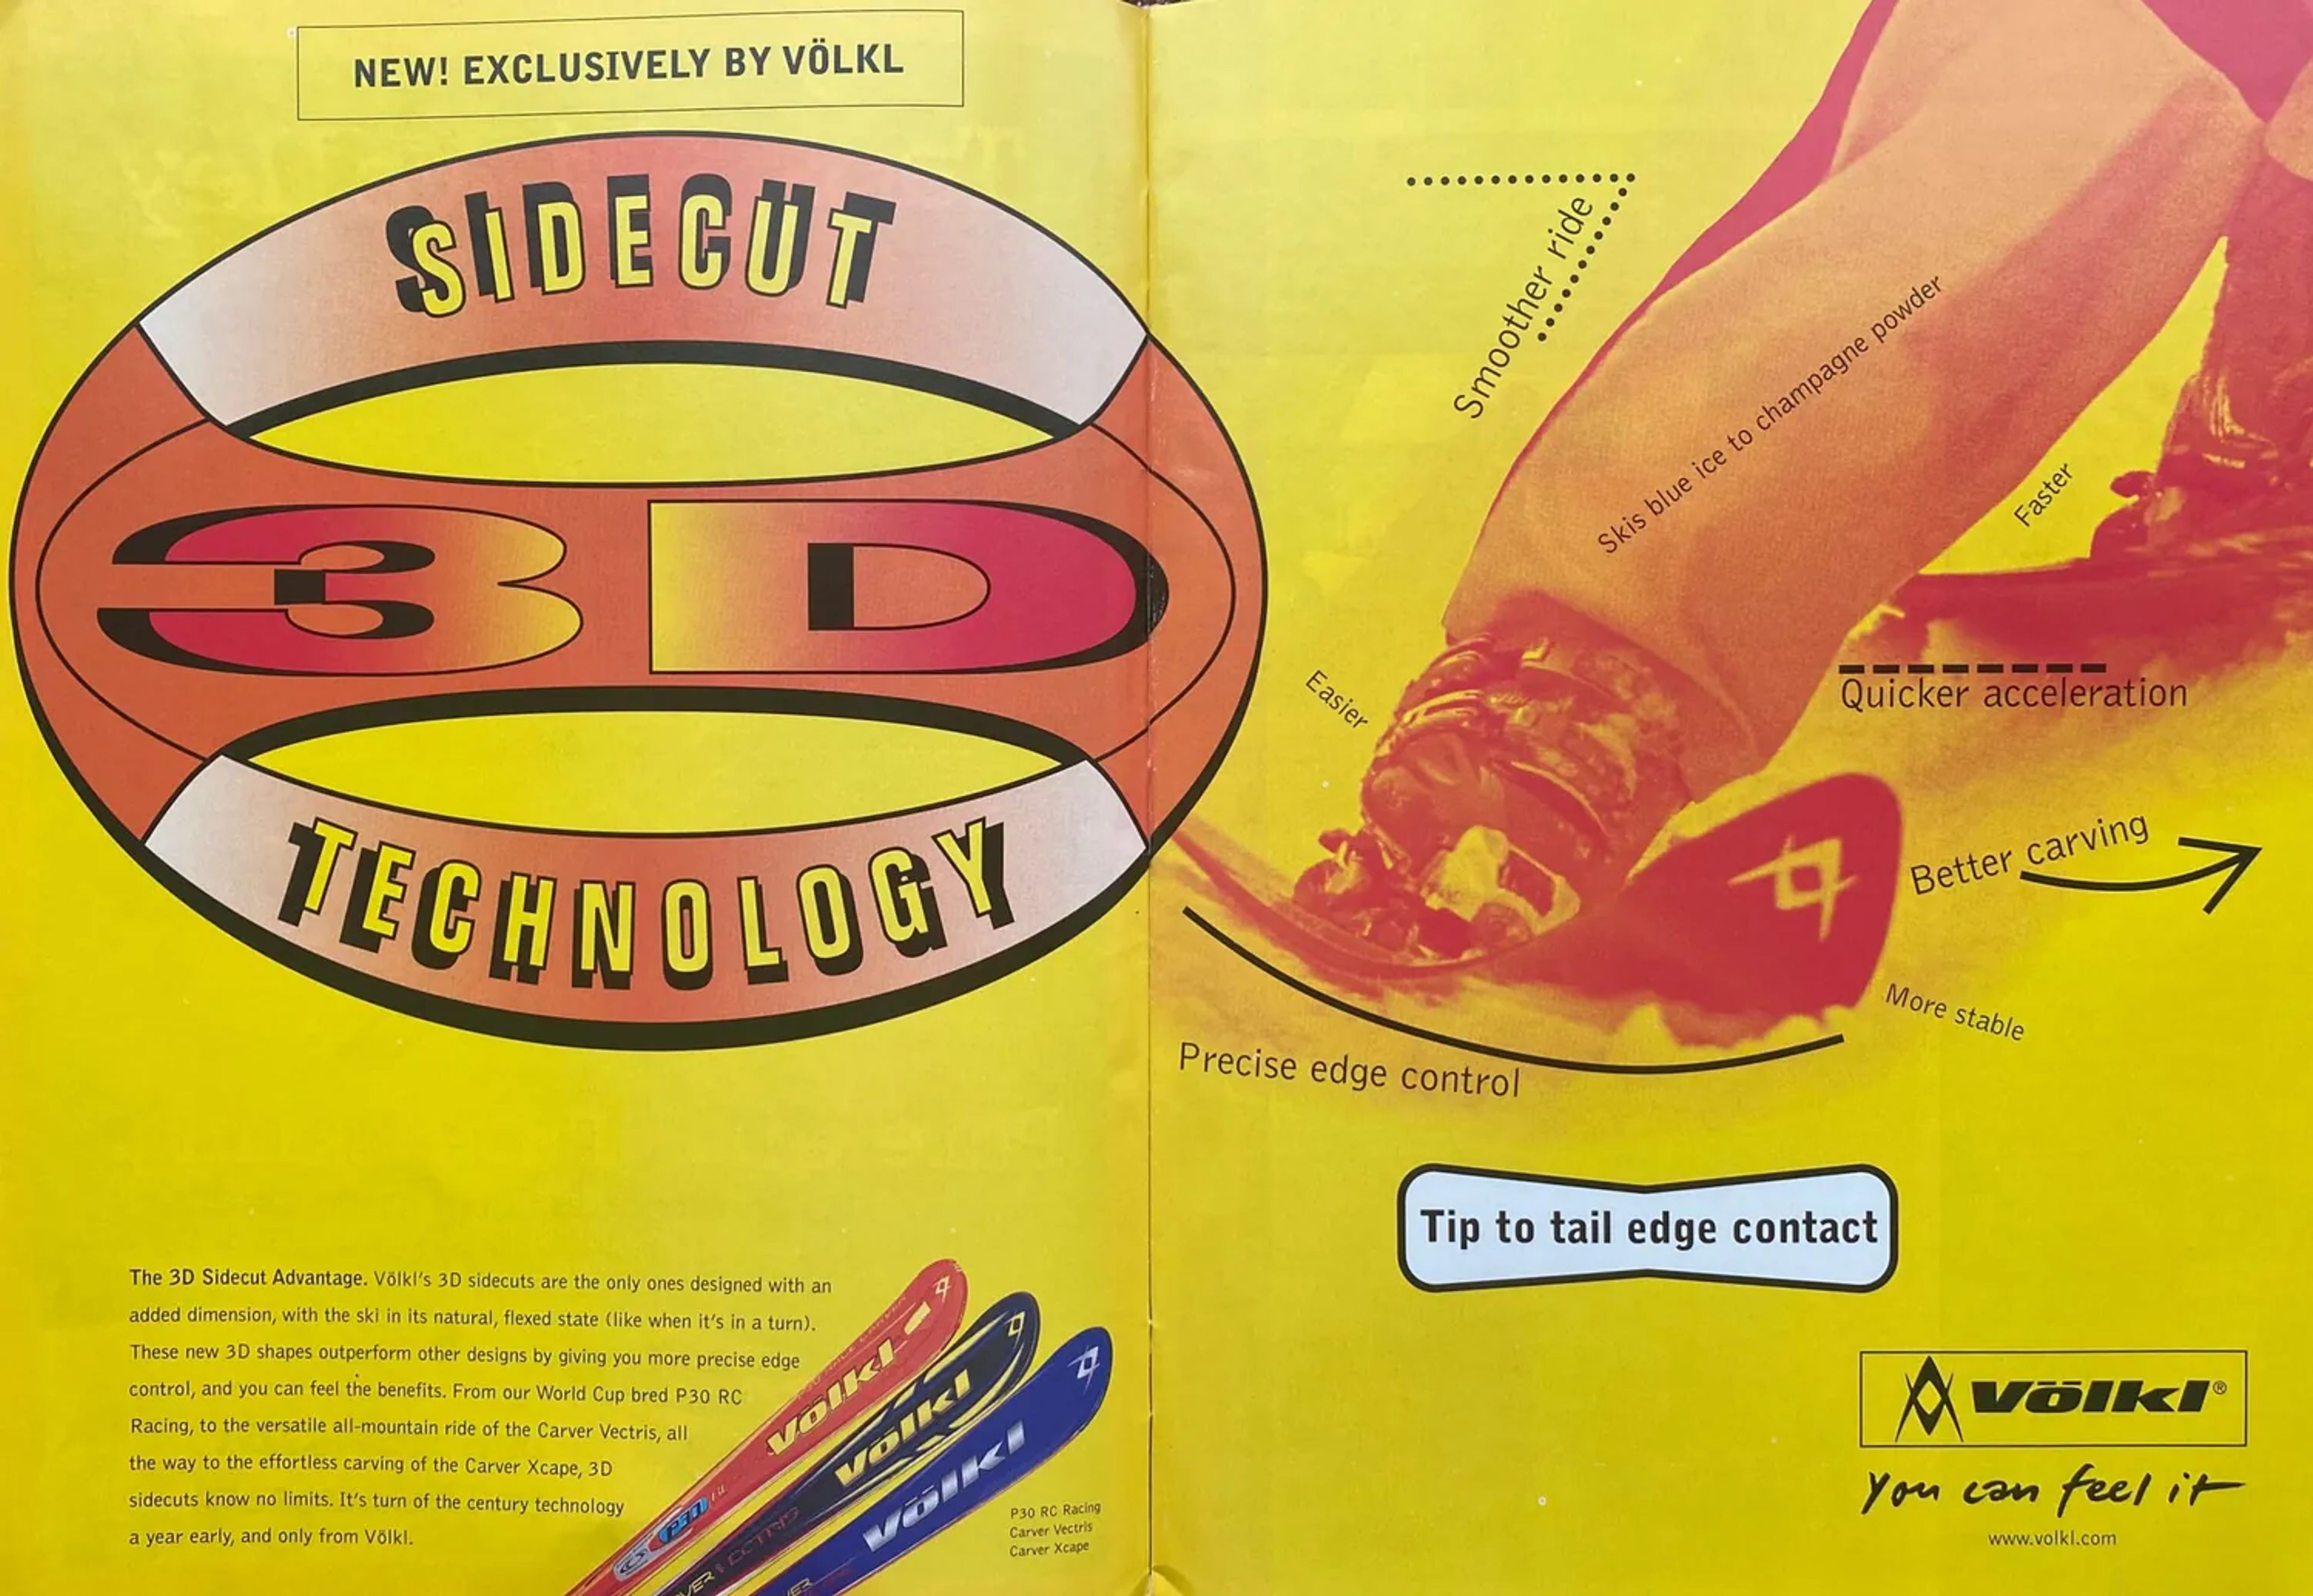 NEW! EXCLUSIVELY BY VÖLKL
SIDECUT
3D
TECHNOLOGY
The 3D Sidecut Advantage. Völkl's 3D sidecuts are the only ones designed with an
added dimension, with the ski in its natural, flexed state (like when it's in a turn).
These new 3D shapes outperform other designs by giving you more precise edge
control, and you can feel the benefits. From our World Cup bred P30 RC
Racing, to the versatile all-mountain ride of the Carver Vectris, all
the way to the effortless carving of the Carver Xcape, 3D
sidecuts know no limits. It's turn of the century technology
a year early, and only from Völkl.
Völkl
Völkl
Völkl
P30 RC Racing
Carver Vectris
Carver Xcape
Smoother ride
Skis blue ice to champagne powder
Faster
Easier
Quicker acceleration
Better carving
More stable
Precise edge control
Tip to tail edge contact
Völkl®
You can feel it
www.volkl.com